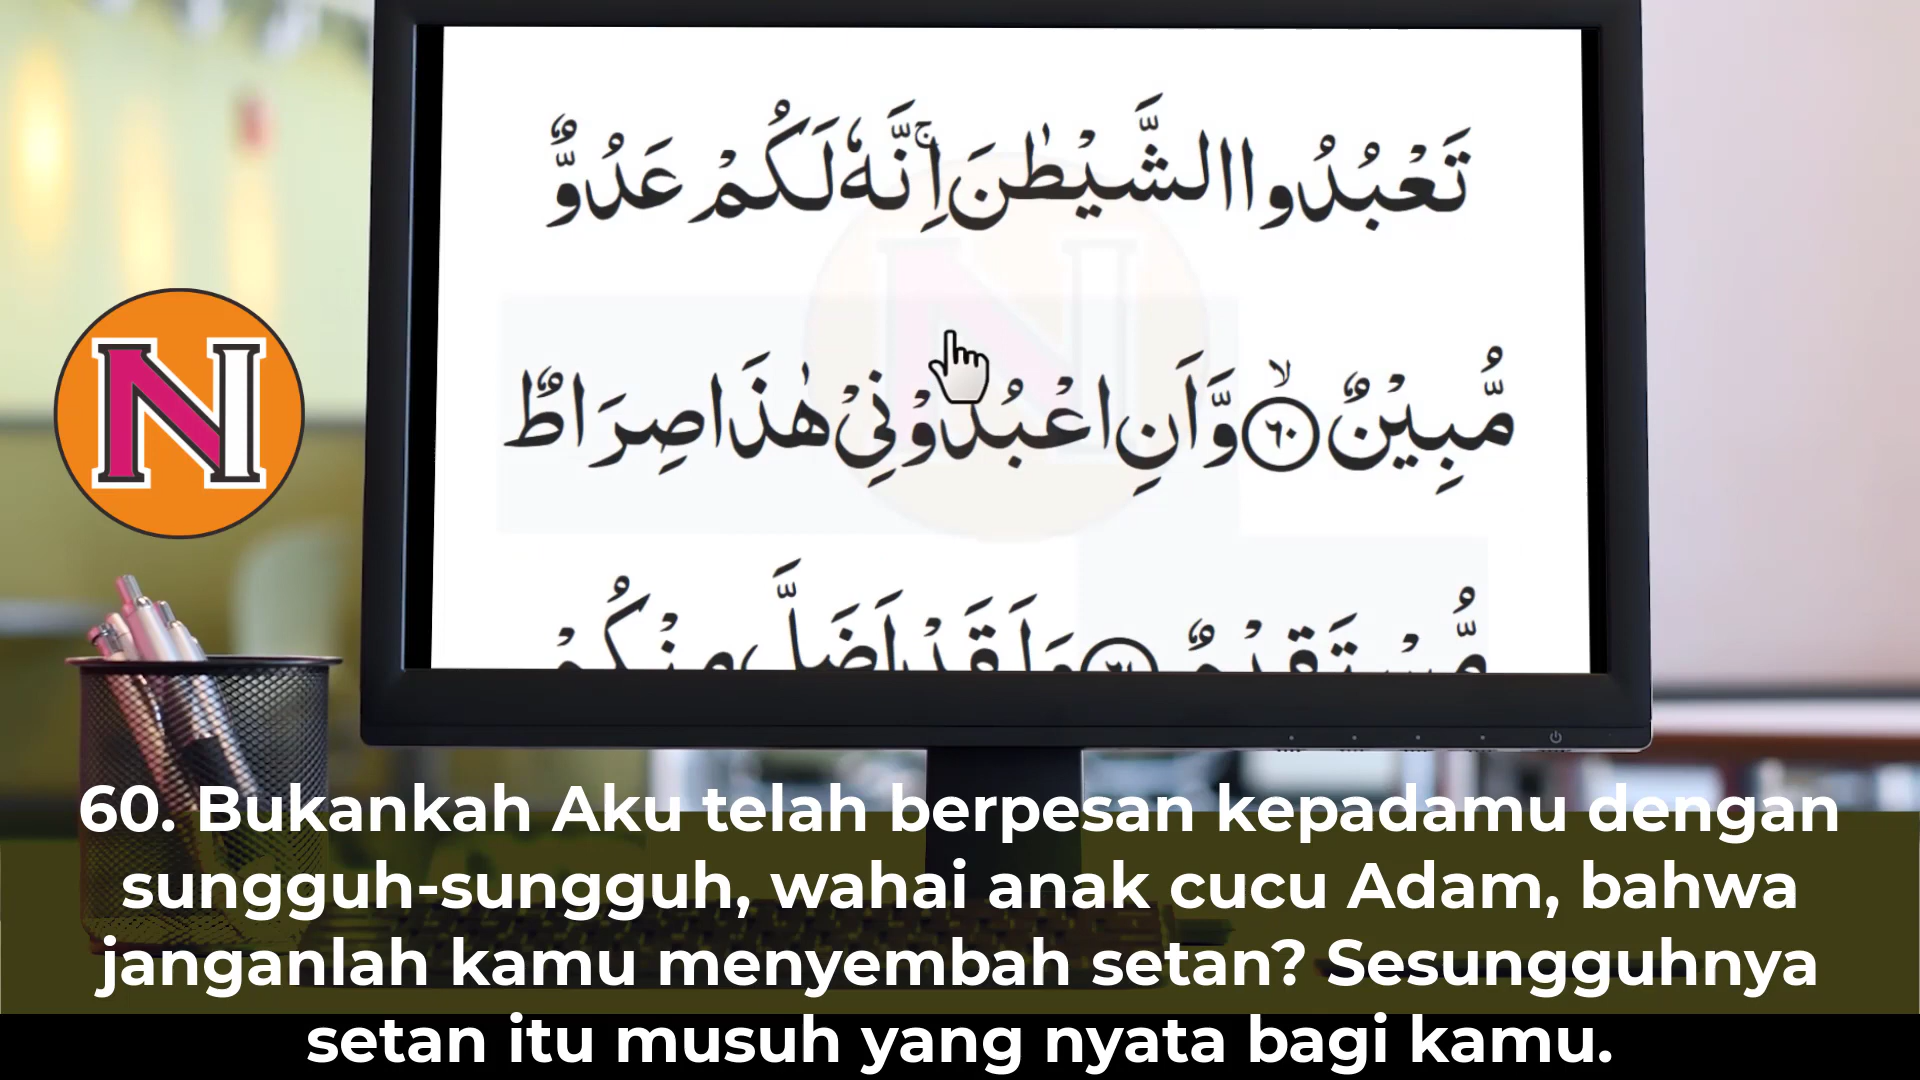 تَعْبُدُوا الشَّيْطٰنَۚ اِنَّهٗ لَكُمْ عَدُوٌّ
مُّبِيْنٌ ۙ ٦٠ وَّاَنِ اعْبُدُوْنِيْ هٰذَا صِرَاطٌ
مُّسْتَقِيْمٌ ٦١ وَلَقَدْ اَضَلَّ مِنْكُمْ
N
60. Bukankah Aku telah berpesan kepadamu dengan
sungguh-sungguh, wahai anak cucu Adam, bahwa
janganlah kamu menyembah setan? Sesungguhnya
setan itu musuh yang nyata bagi kamu.